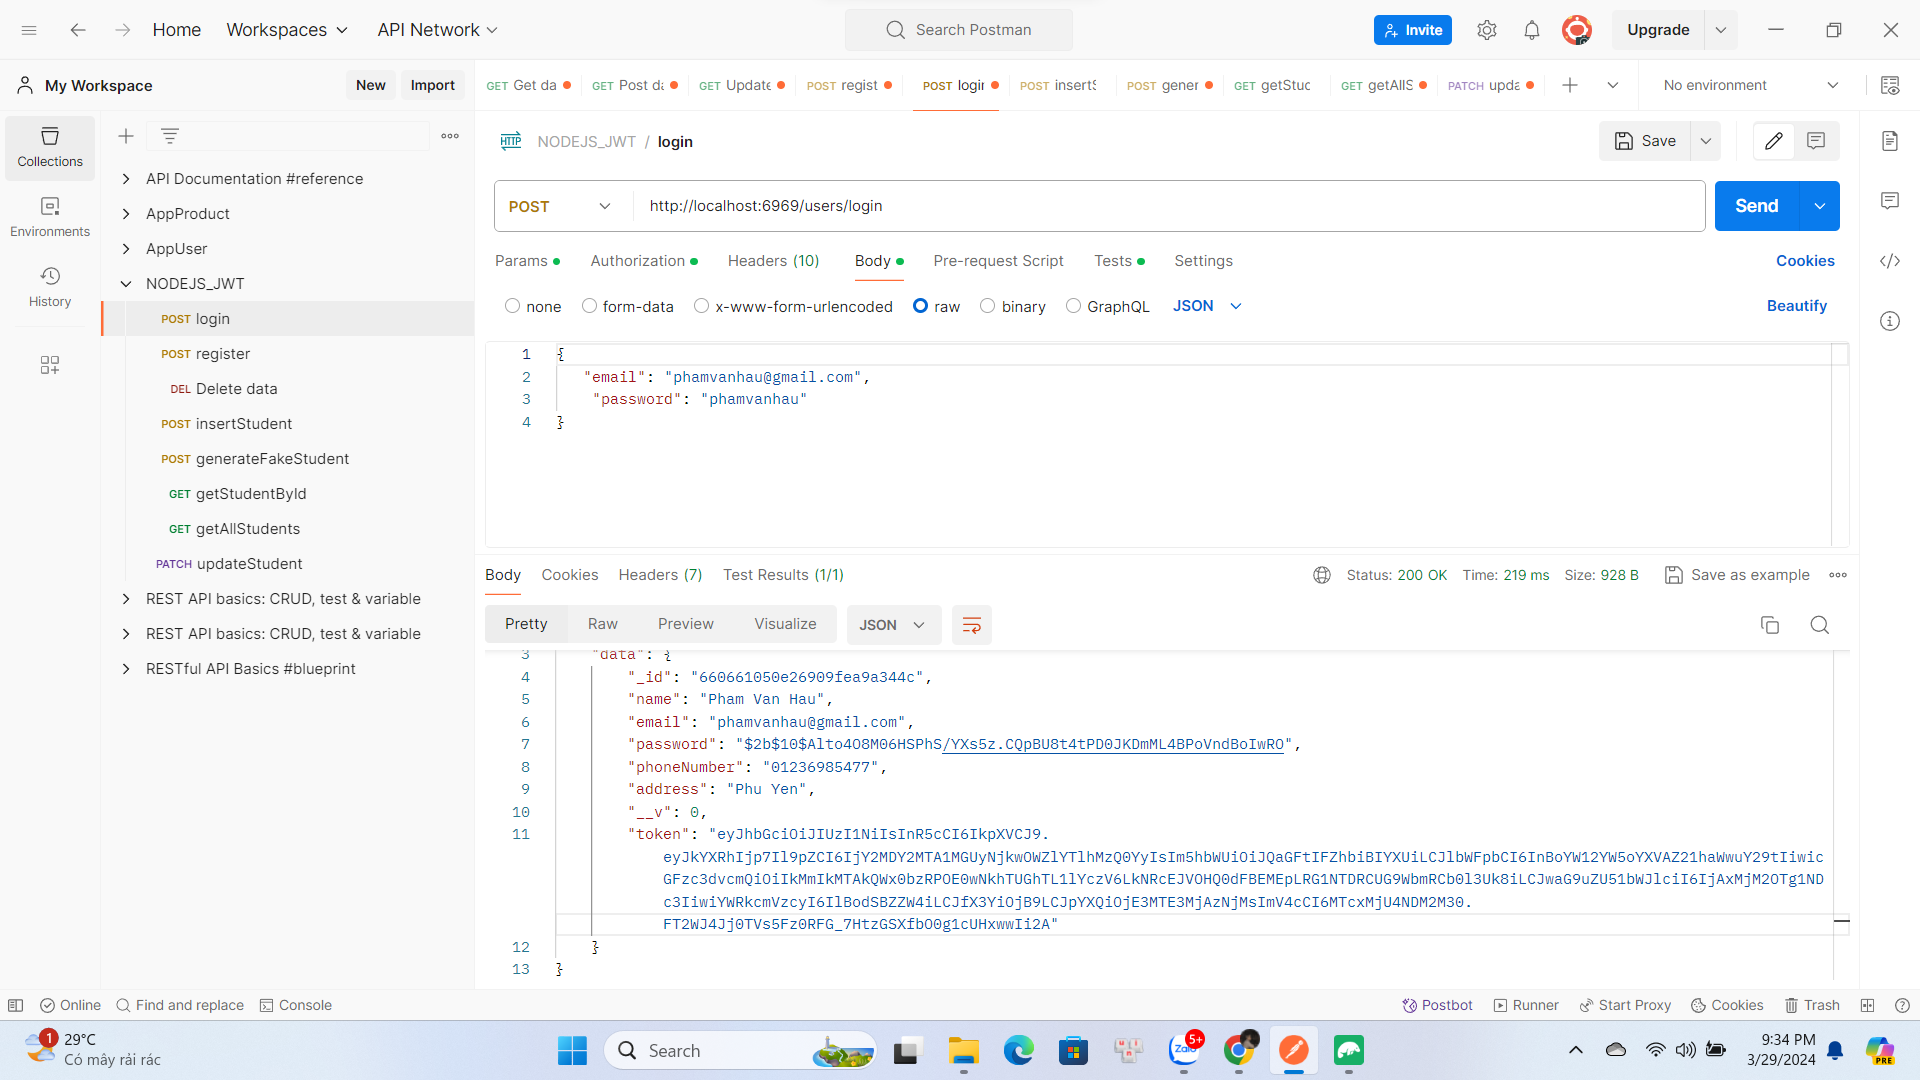 Home
Workspaces
API Network
Search Postman
Invite
Upgrade
My Workspace
New
Import
GET Get da
GET Post da
GET Update
POST regist
POST login
POST insertS
POST gener
GET getStuc
GET getAllS
PATCH upda
No environment
Collections
Environments
History
API Documentation #reference
AppProduct
AppUser
NODEJS_JWT
POST login
POST register
DEL Delete data
POST insertStudent
POST generateFakeStudent
GET getStudentById
GET getAllStudents
PATCH updateStudent
REST API basics: CRUD, test & variable
REST API basics: CRUD, test & variable
RESTful API Basics #blueprint
HTTP NODEJS_JWT / login
Save
POST
http://localhost:6969/users/login
Send
Params
Authorization
Headers (10)
Body
Pre-request Script
Tests
Settings
Cookies
none
form-data
x-www-form-urlencoded
raw
binary
GraphQL
JSON
Beautify
1 {
2 "email": "phamvanhau@gmail.com",
3 "password": "phamvanhau"
4 }
Body
Cookies
Headers (7)
Test Results (1/1)
Status: 200 OK
Time: 219 ms
Size: 928 B
Save as example
Pretty
Raw
Preview
Visualize
JSON
3 "data": {
4 "_id": "660661050e26909fea9a344c",
5 "name": "Pham Van Hau",
6 "email": "phamvanhau@gmail.com",
7 "password": "$2b$10$Alto4O8M06HSPhS/YXs5z.CQpBU8t4tPD0JKDmML4BPoVndBoIwRO",
8 "phoneNumber": "01236985477",
9 "address": "Phu Yen",
10 "__v": 0,
11 "token": "eyJhbGciOiJIUzI1NiIsInR5cCI6IkpXVCJ9.
eyJkYXRhIjp7Il9pZCI6IjY2MDY2MTA1MGUyNjkwOWZlYTlhMzQ0YyIsIm5hbWUiOiJQaGFtIFZhbiBIYXUiLCJlbWFpbCI6InBoYW12YW5oYXVAZ21haWwuY29tIiwic
GFzc3dvcmQiOiIkMmIkMTAkQWx0bzRPOE0wNkhTUGhTL1lYczV6LkNRcEJVOHQ0dFBEMEpLRG1NTDRCUG9WbmRCb0l3Uk8iLCJwaG9uZU51bWJlciI6IjAxMjM2OTg1ND
c3IiwiYWRkcmVzcyI6IlBodSBZZW4iLCJfX3YiOjB9LCJpYXQiOjE3MTE3MjAzNjMsImV4cCI6MTcxMjU4NDM2M30.
FT2WJ4Jj0TVs5Fz0RFG_7HtzGSXfbO0g1cUHxwwIi2A"
12 }
13 }
Online
Find and replace
Console
Postbot
Runner
Start Proxy
Cookies
Trash
1
29°C
Có mây rải rác
Search
Zalo
5+
9:34 PM
3/29/2024
PRE